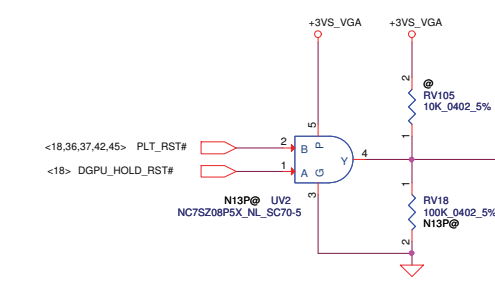 +3VS_VGA
+3VS_VGA
2
@
RV105
10K_0402_5%
1
5
<18,36,37,42,45> PLT_RST#
2
B
P
Y
4
<18> DGPU_HOLD_RST#
1
A
G
3
N13P@ UV2
NC7SZ08P5X_NL_SC70-5
1
RV18
100K_0402_5%
N13P@
2